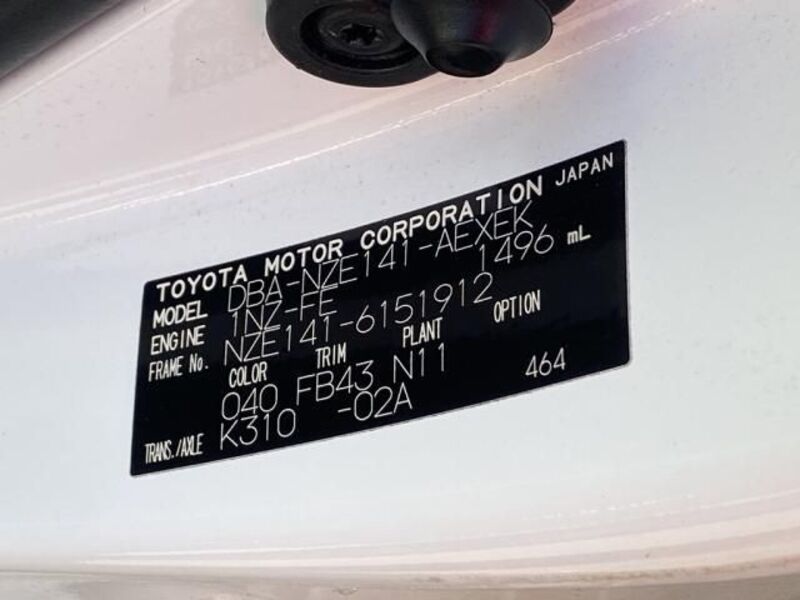 TOYOTA MOTOR CORPORATION JAPAN
MODEL DBA-NZE141-AEXEK
ENGINE 1NZ-FE 1496 mL
FRAME No. NZE141-6151912
COLOR TRIM PLANT OPTION
040 FB43 N11 464
TRANS./AXLE K310 -02A